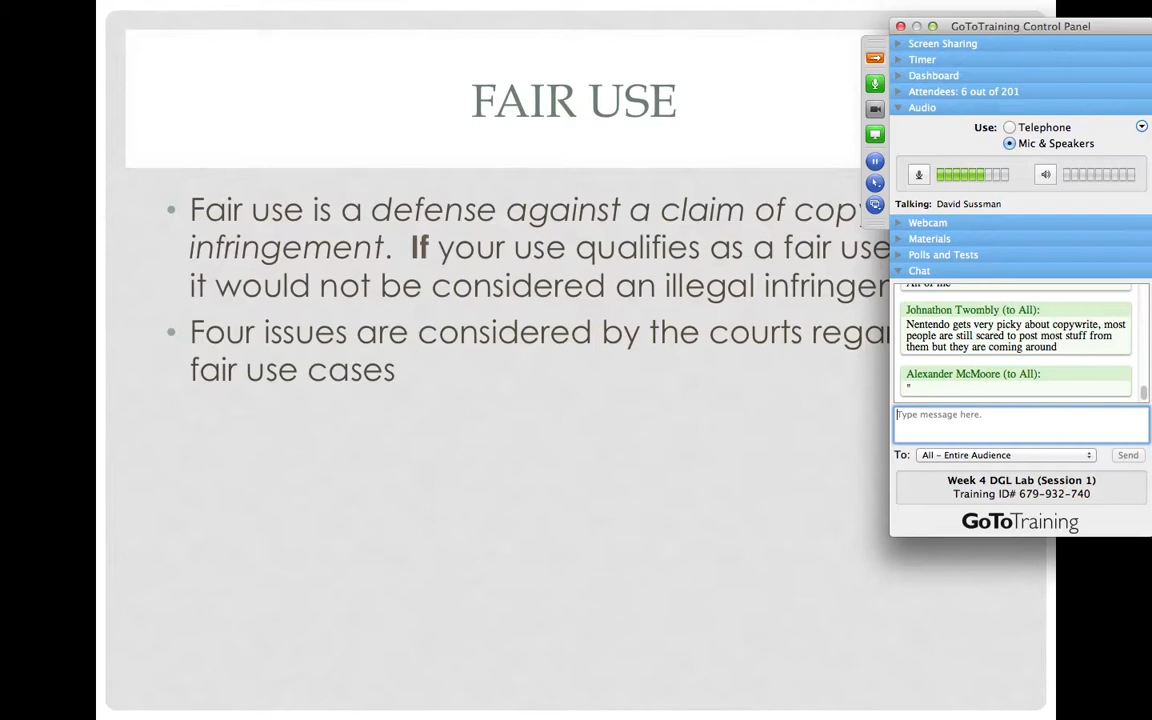 FAIR USE
• Fair use is a defense against a claim of
infringement. If your use qualifies as a fair use
it would not be considered an illegal
• Four issues are considered by the courts
fair use cases
GoToTraining Control Panel
Screen Sharing
Timer
Dashboard
Attendees: 6 out of 201
Audio
Use: Telephone
Mic & Speakers
Talking: David Sussman
Webcam
Materials
Polls and Tests
Chat
Johnathon Twombly (to All):
Nentendo gets very picky about copywrite, most
people are still scared to post most stuff from
them but they are coming around
Alexander McMoore (to All):
"
Type message here.
To: All – Entire Audience Send
Week 4 DGL Lab (Session 1)
Training ID# 679-932-740
GoToTraining